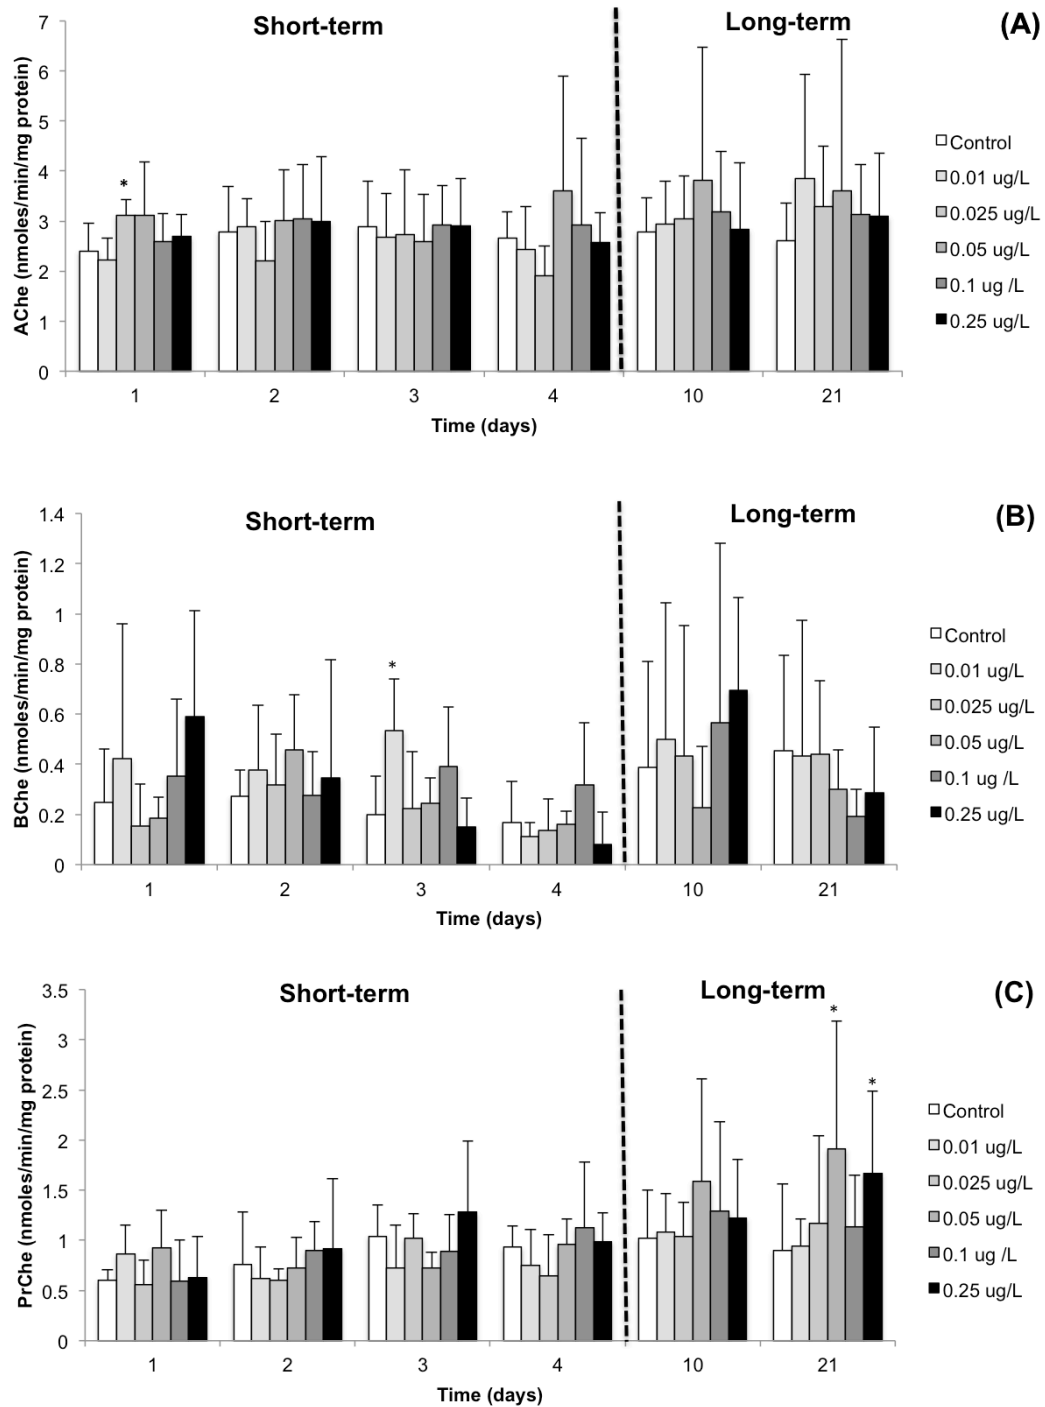 Short-term
Long-term
(A)
AChe (nmoles/min/mg protein)
7
6
5
4
3
2
1
0
*
1
2
3
4
10
21
Time (days)
Control
0.01 ug/L
0.025 ug/L
0.05 ug/L
0.1 ug /L
0.25 ug/L
Short-term
Long-term
(B)
BChe (nmoles/min/mg protein)
1.4
1.2
1
0.8
0.6
0.4
0.2
0
*
1
2
3
4
10
21
Time (days)
Control
0.01 ug/L
0.025 ug/L
0.05 ug/L
0.1 ug /L
0.25 ug/L
Short-term
Long-term
(C)
PrChe (nmoles/min/mg protein)
3.5
3
2.5
2
1.5
1
0.5
0
*
*
1
2
3
4
10
21
Time (days)
Control
0.01 ug/L
0.025 ug/L
0.05 ug/L
0.1 ug /L
0.25 ug/L